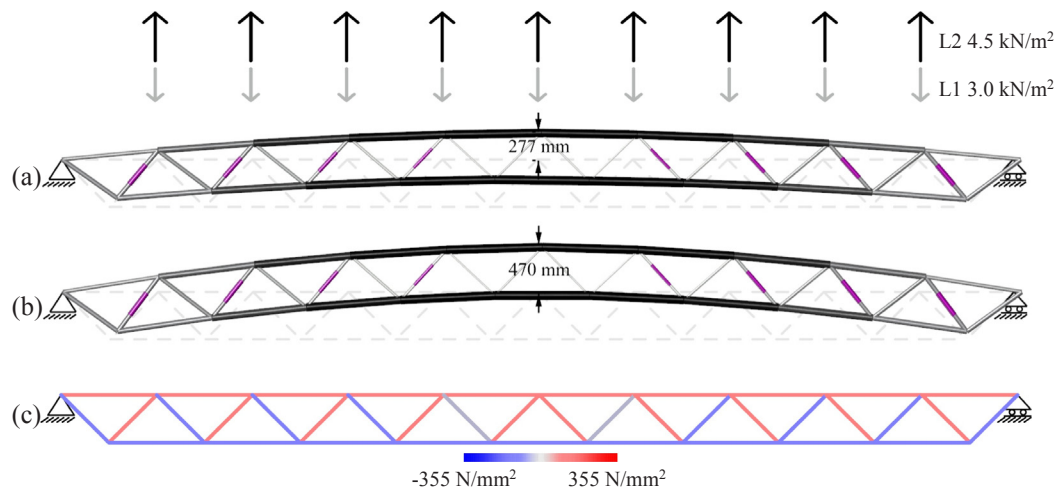 L2 4.5 kN/m²
L1 3.0 kN/m²
(a)
277 mm
(b)
470 mm
(c)
-355 N/mm²
355 N/mm²